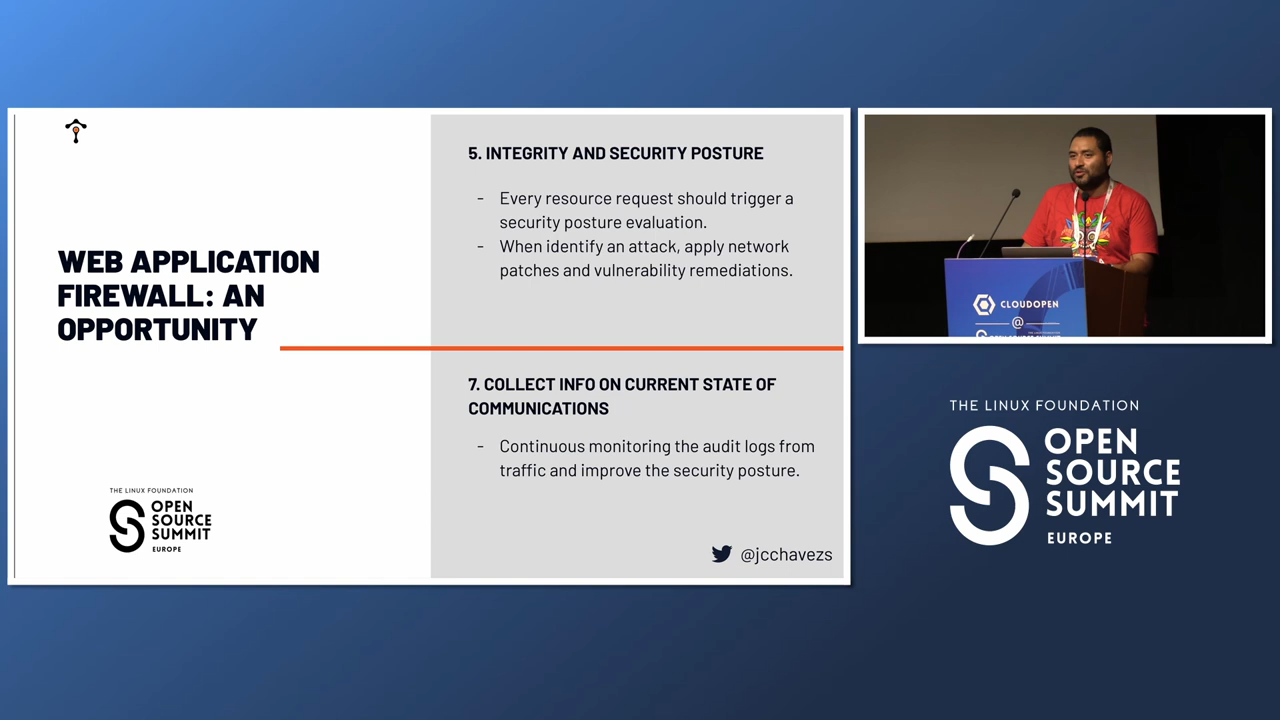 WEB APPLICATION
FIREWALL: AN
OPPORTUNITY
THE LINUX FOUNDATION
OPEN
SOURCE
SUMMIT
EUROPE
5. INTEGRITY AND SECURITY POSTURE
- Every resource request should trigger a
security posture evaluation.
- When identify an attack, apply network
patches and vulnerability remediations.
7. COLLECT INFO ON CURRENT STATE OF
COMMUNICATIONS
- Continuous monitoring the audit logs from
traffic and improve the security posture.
@jcchavezs
CLOUDOPEN
@
THE LINUX FOUNDATION
OPEN
SOURCE
SUMMIT
EUROPE